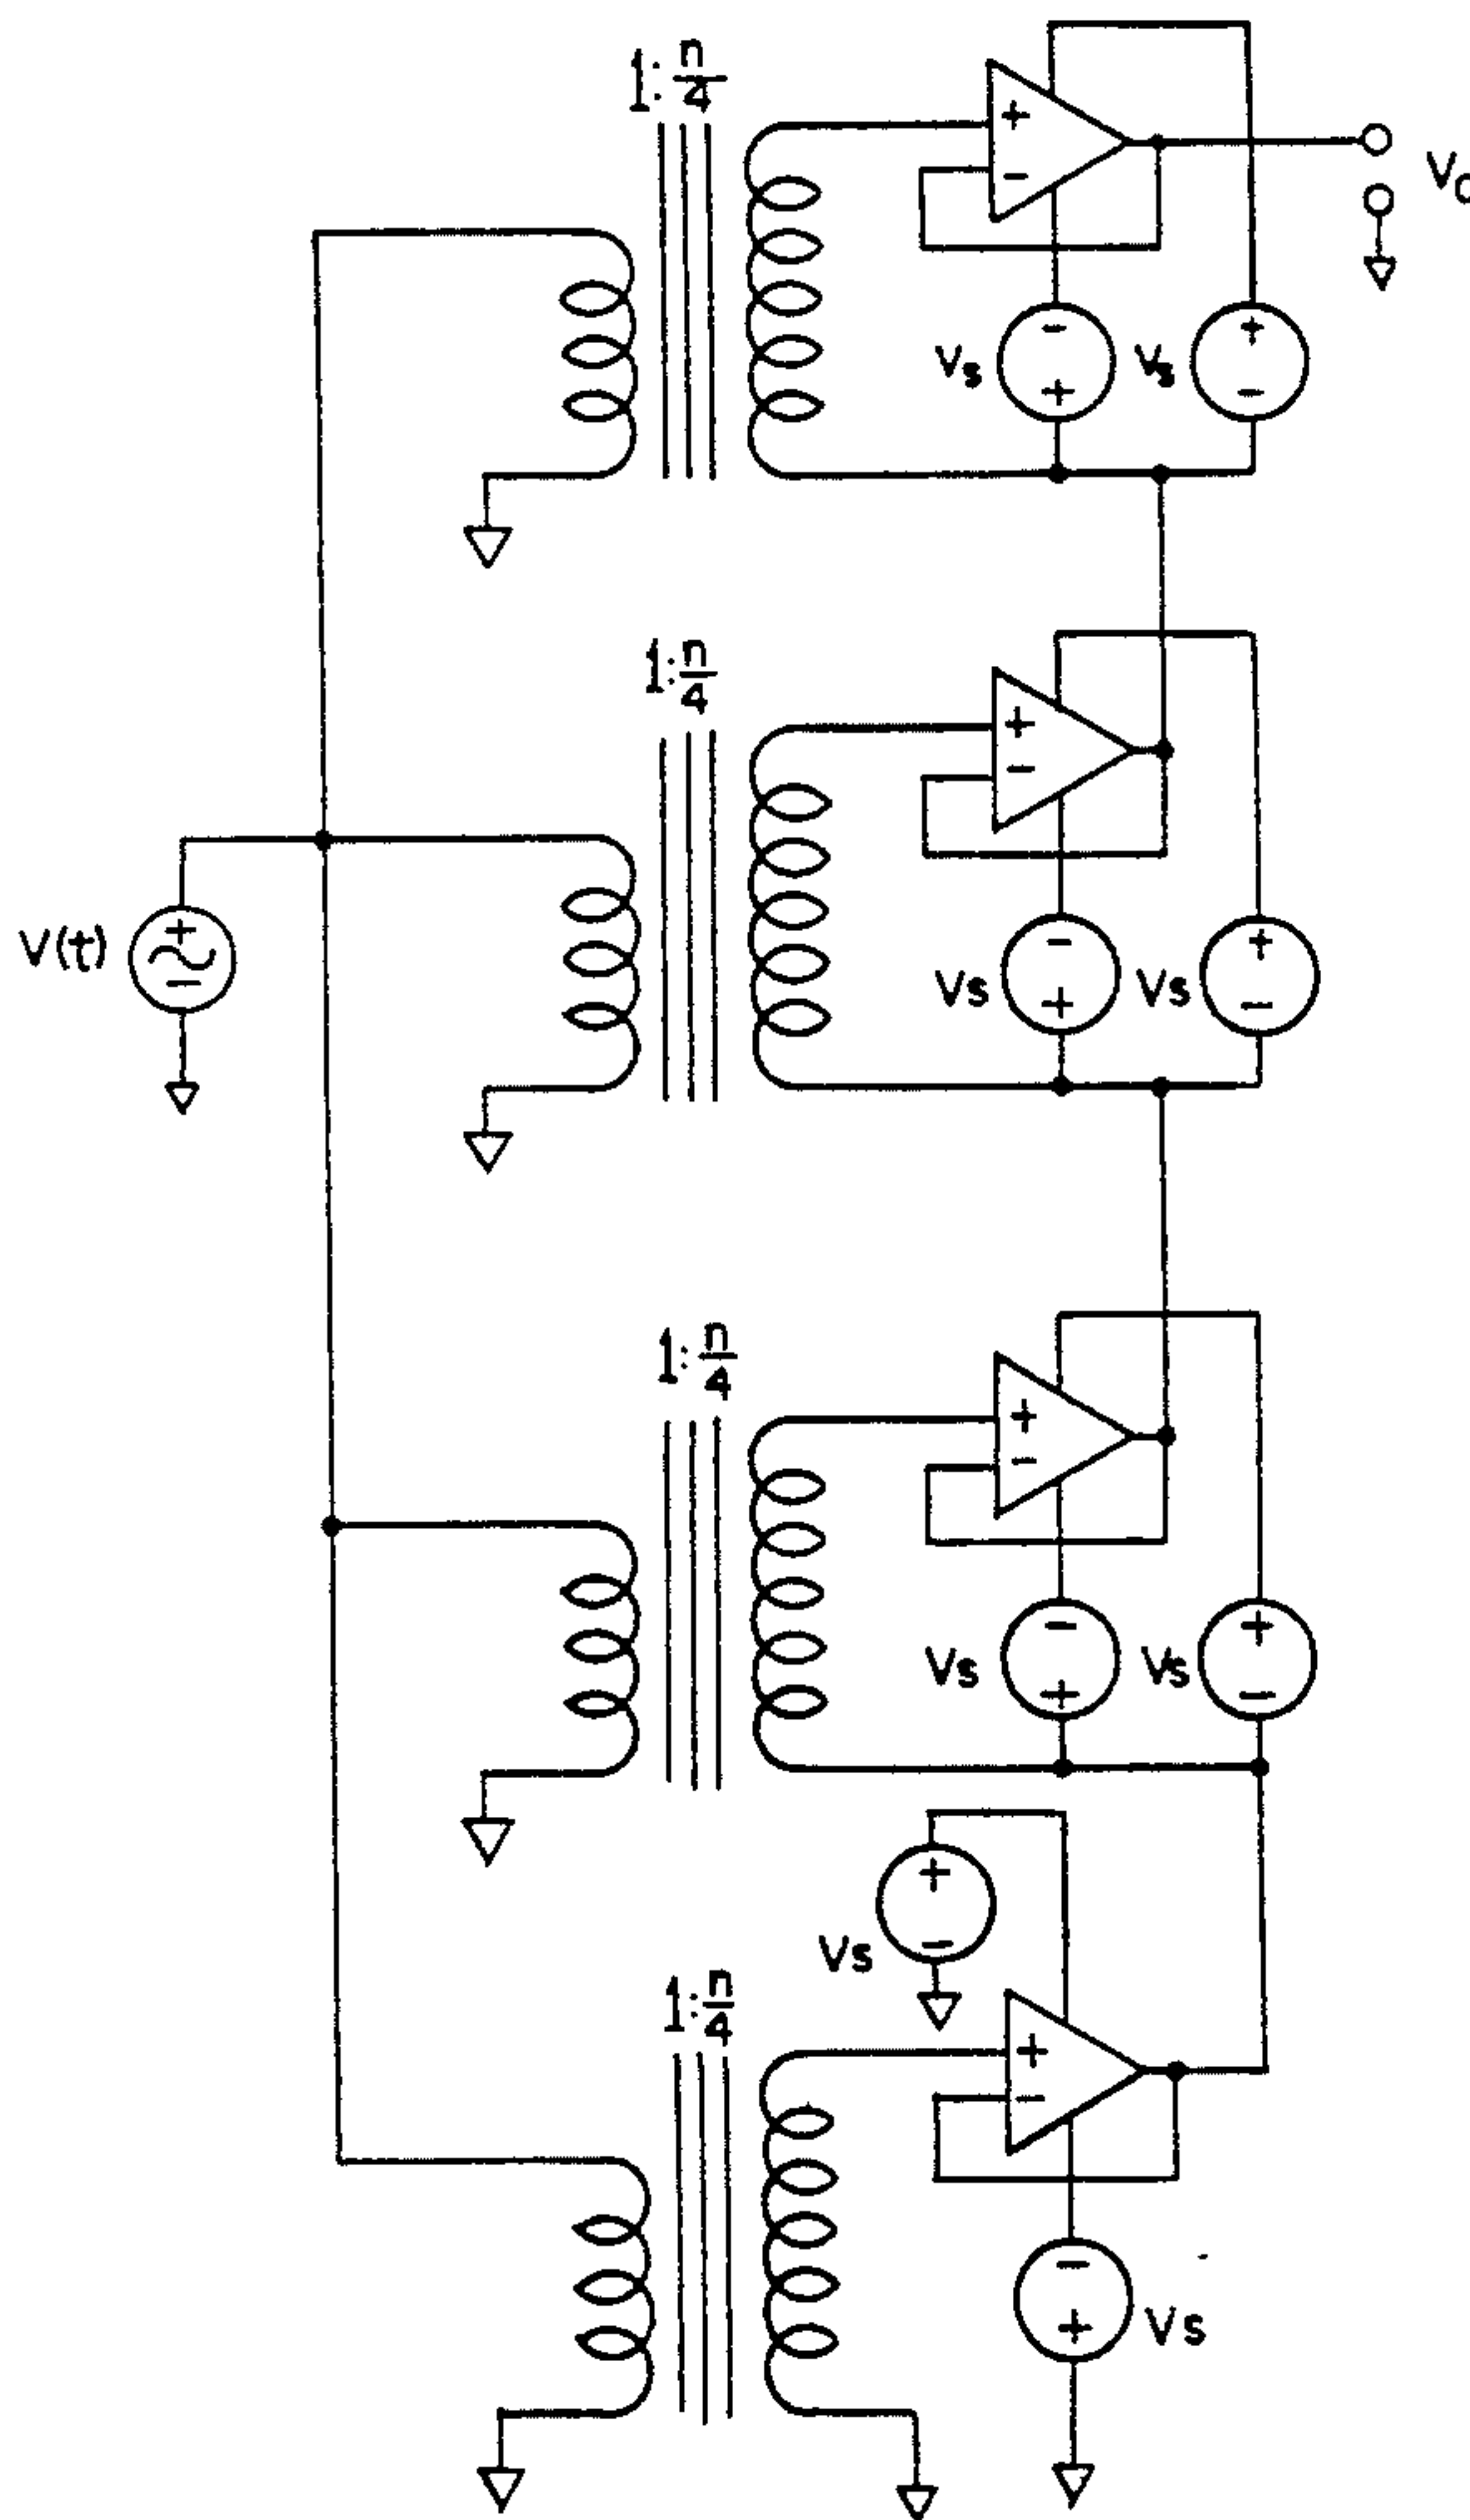 1:n/4
+
-
Vo
-
+
Vs
Vs
+
-
1:n/4
+
-
V(t)
+
-
-
+
Vs
Vs
+
-
1:n/4
+
-
-
+
Vs
Vs
+
-
+
-
Vs
1:n/4
+
-
-
+
Vs